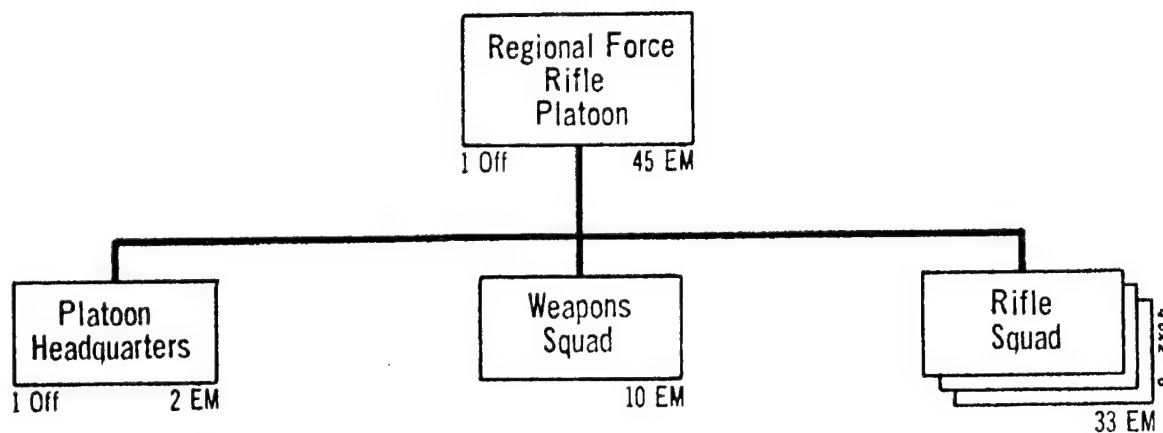 Regional Force
Rifle
Platoon
1 Off 45 EM
Platoon
Headquarters
1 Off 2 EM
Weapons
Squad
10 EM
Rifle
Squad
33 EM